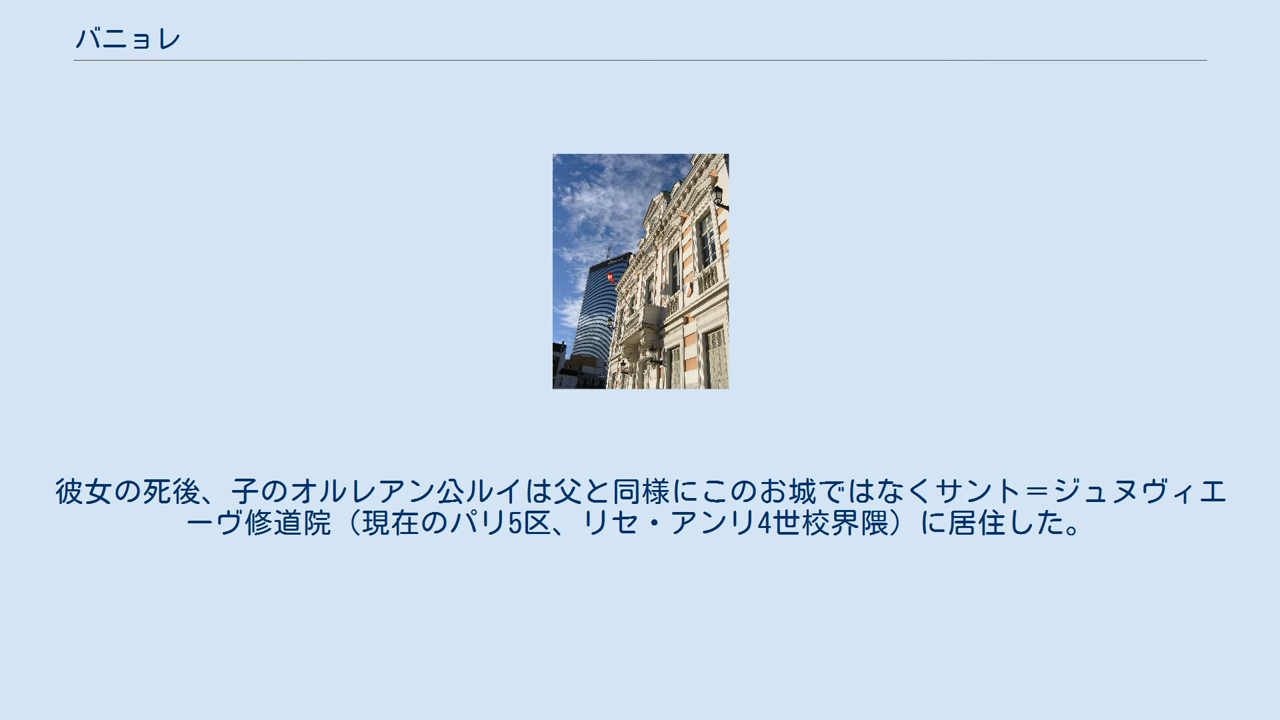 バニョレ
彼女の死後、子のオルレアン公ルイは父と同様にこのお城ではなくサント＝ジュヌヴィエ
ーヴ修道院（現在のパリ5区、リセ・アンリ4世校界隈）に居住した。